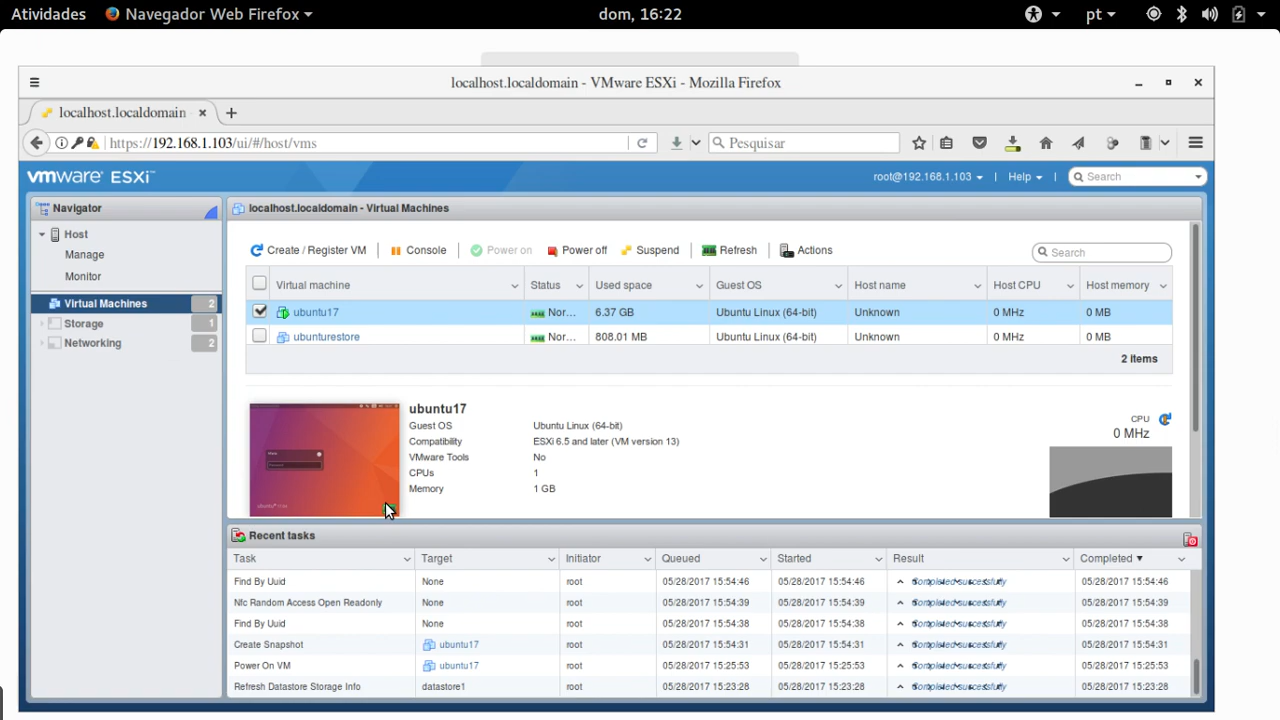 Atividades Navegador Web Firefox dom, 16:22 pt
localhost.localdomain - VMware ESXi - Mozilla Firefox
localhost.localdomain
https://192.168.1.103/ui/#/host/vms Pesquisar
vmware ESXi root@192.168.1.103 | Help | Search
Navigator localhost.localdomain - Virtual Machines
Host
Manage
Monitor
Virtual Machines 2
Storage 1
Networking 2
Create / Register VM | Console | Power on Power off Suspend | Refresh | Actions Search
Virtual machine Status Used space Guest OS Host name Host CPU Host memory
ubuntu17 Nor... 6.37 GB Ubuntu Linux (64-bit) Unknown 0 MHz 0 MB
ubunturestore Nor... 808.01 MB Ubuntu Linux (64-bit) Unknown 0 MHz 0 MB
2 items
ubuntu17
Guest OS Ubuntu Linux (64-bit)
Compatibility ESXi 6.5 and later (VM version 13)
VMware Tools No
CPUs 1
Memory 1 GB
CPU
0 MHz
Recent tasks
Task Target Initiator Queued Started Result Completed
Find By Uuid None root 05/28/2017 15:54:46 05/28/2017 15:54:46 Completed successfully 05/28/2017 15:54:46
Nfc Random Access Open Readonly None root 05/28/2017 15:54:39 05/28/2017 15:54:39 Completed successfully 05/28/2017 15:54:39
Find By Uuid None root 05/28/2017 15:54:38 05/28/2017 15:54:38 Completed successfully 05/28/2017 15:54:38
Create Snapshot ubuntu17 root 05/28/2017 15:54:31 05/28/2017 15:54:31 Completed successfully 05/28/2017 15:54:31
Power On VM ubuntu17 root 05/28/2017 15:25:53 05/28/2017 15:25:53 Completed successfully 05/28/2017 15:25:53
Refresh Datastore Storage Info datastore1 root 05/28/2017 15:23:28 05/28/2017 15:23:28 Completed successfully 05/28/2017 15:23:28